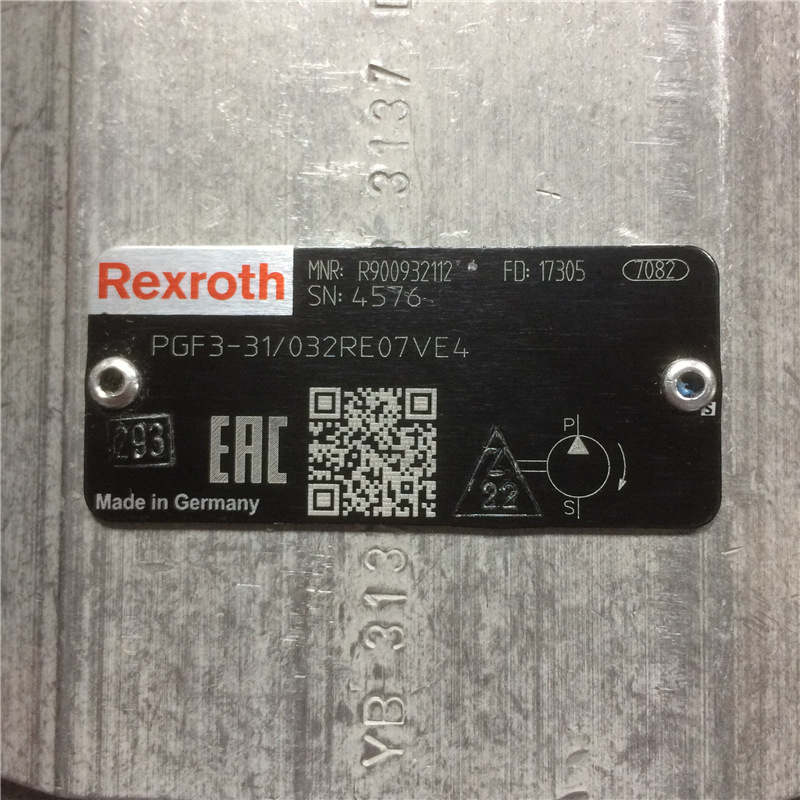 YB 3137
Rexroth
MNR: R900932112
FD: 17305
7082
SN: 4576
PGF3-31/032RE07VE4
293
EAC
22
P
S
S
Made in Germany
YB 313